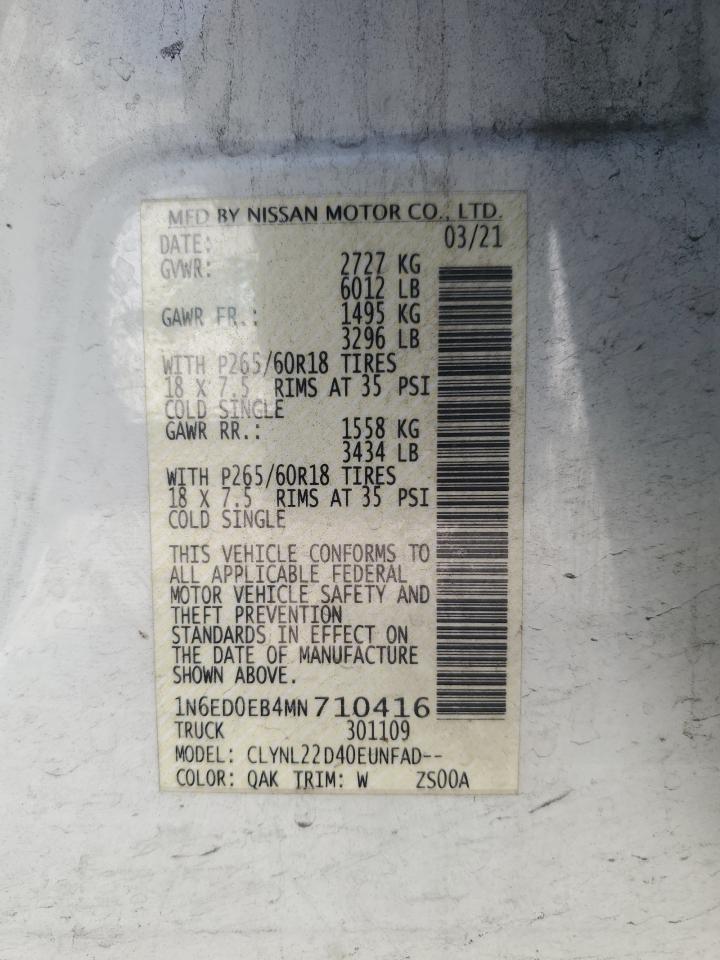 MFD BY NISSAN MOTOR CO., LTD.
DATE: 03/21
GVWR: 2727 KG
6012 LB
GAWR FR.: 1495 KG
3296 LB
WITH P265/60R18 TIRES
18 X 7.5 RIMS AT 35 PSI
COLD SINGLE
GAWR RR.: 1558 KG
3434 LB
WITH P265/60R18 TIRES
18 X 7.5 RIMS AT 35 PSI
COLD SINGLE
THIS VEHICLE CONFORMS TO
ALL APPLICABLE FEDERAL
MOTOR VEHICLE SAFETY AND
THEFT PREVENTION
STANDARDS IN EFFECT ON
THE DATE OF MANUFACTURE
SHOWN ABOVE.
1N6ED0EB4MN710416
TRUCK 301109
MODEL: CLYNL22D40EUNFAD--
COLOR: QAK TRIM: W ZS00A